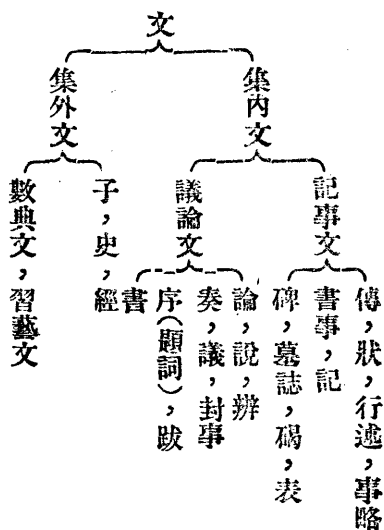 文
集內文
記事文
傳，狀，行述，事略
書事，記
碑，墓誌，碣，表
議論文
論，說，辨
奏，議，封事
序（題詞），跋
書
集外文
子，史，經
數典文，習藝文